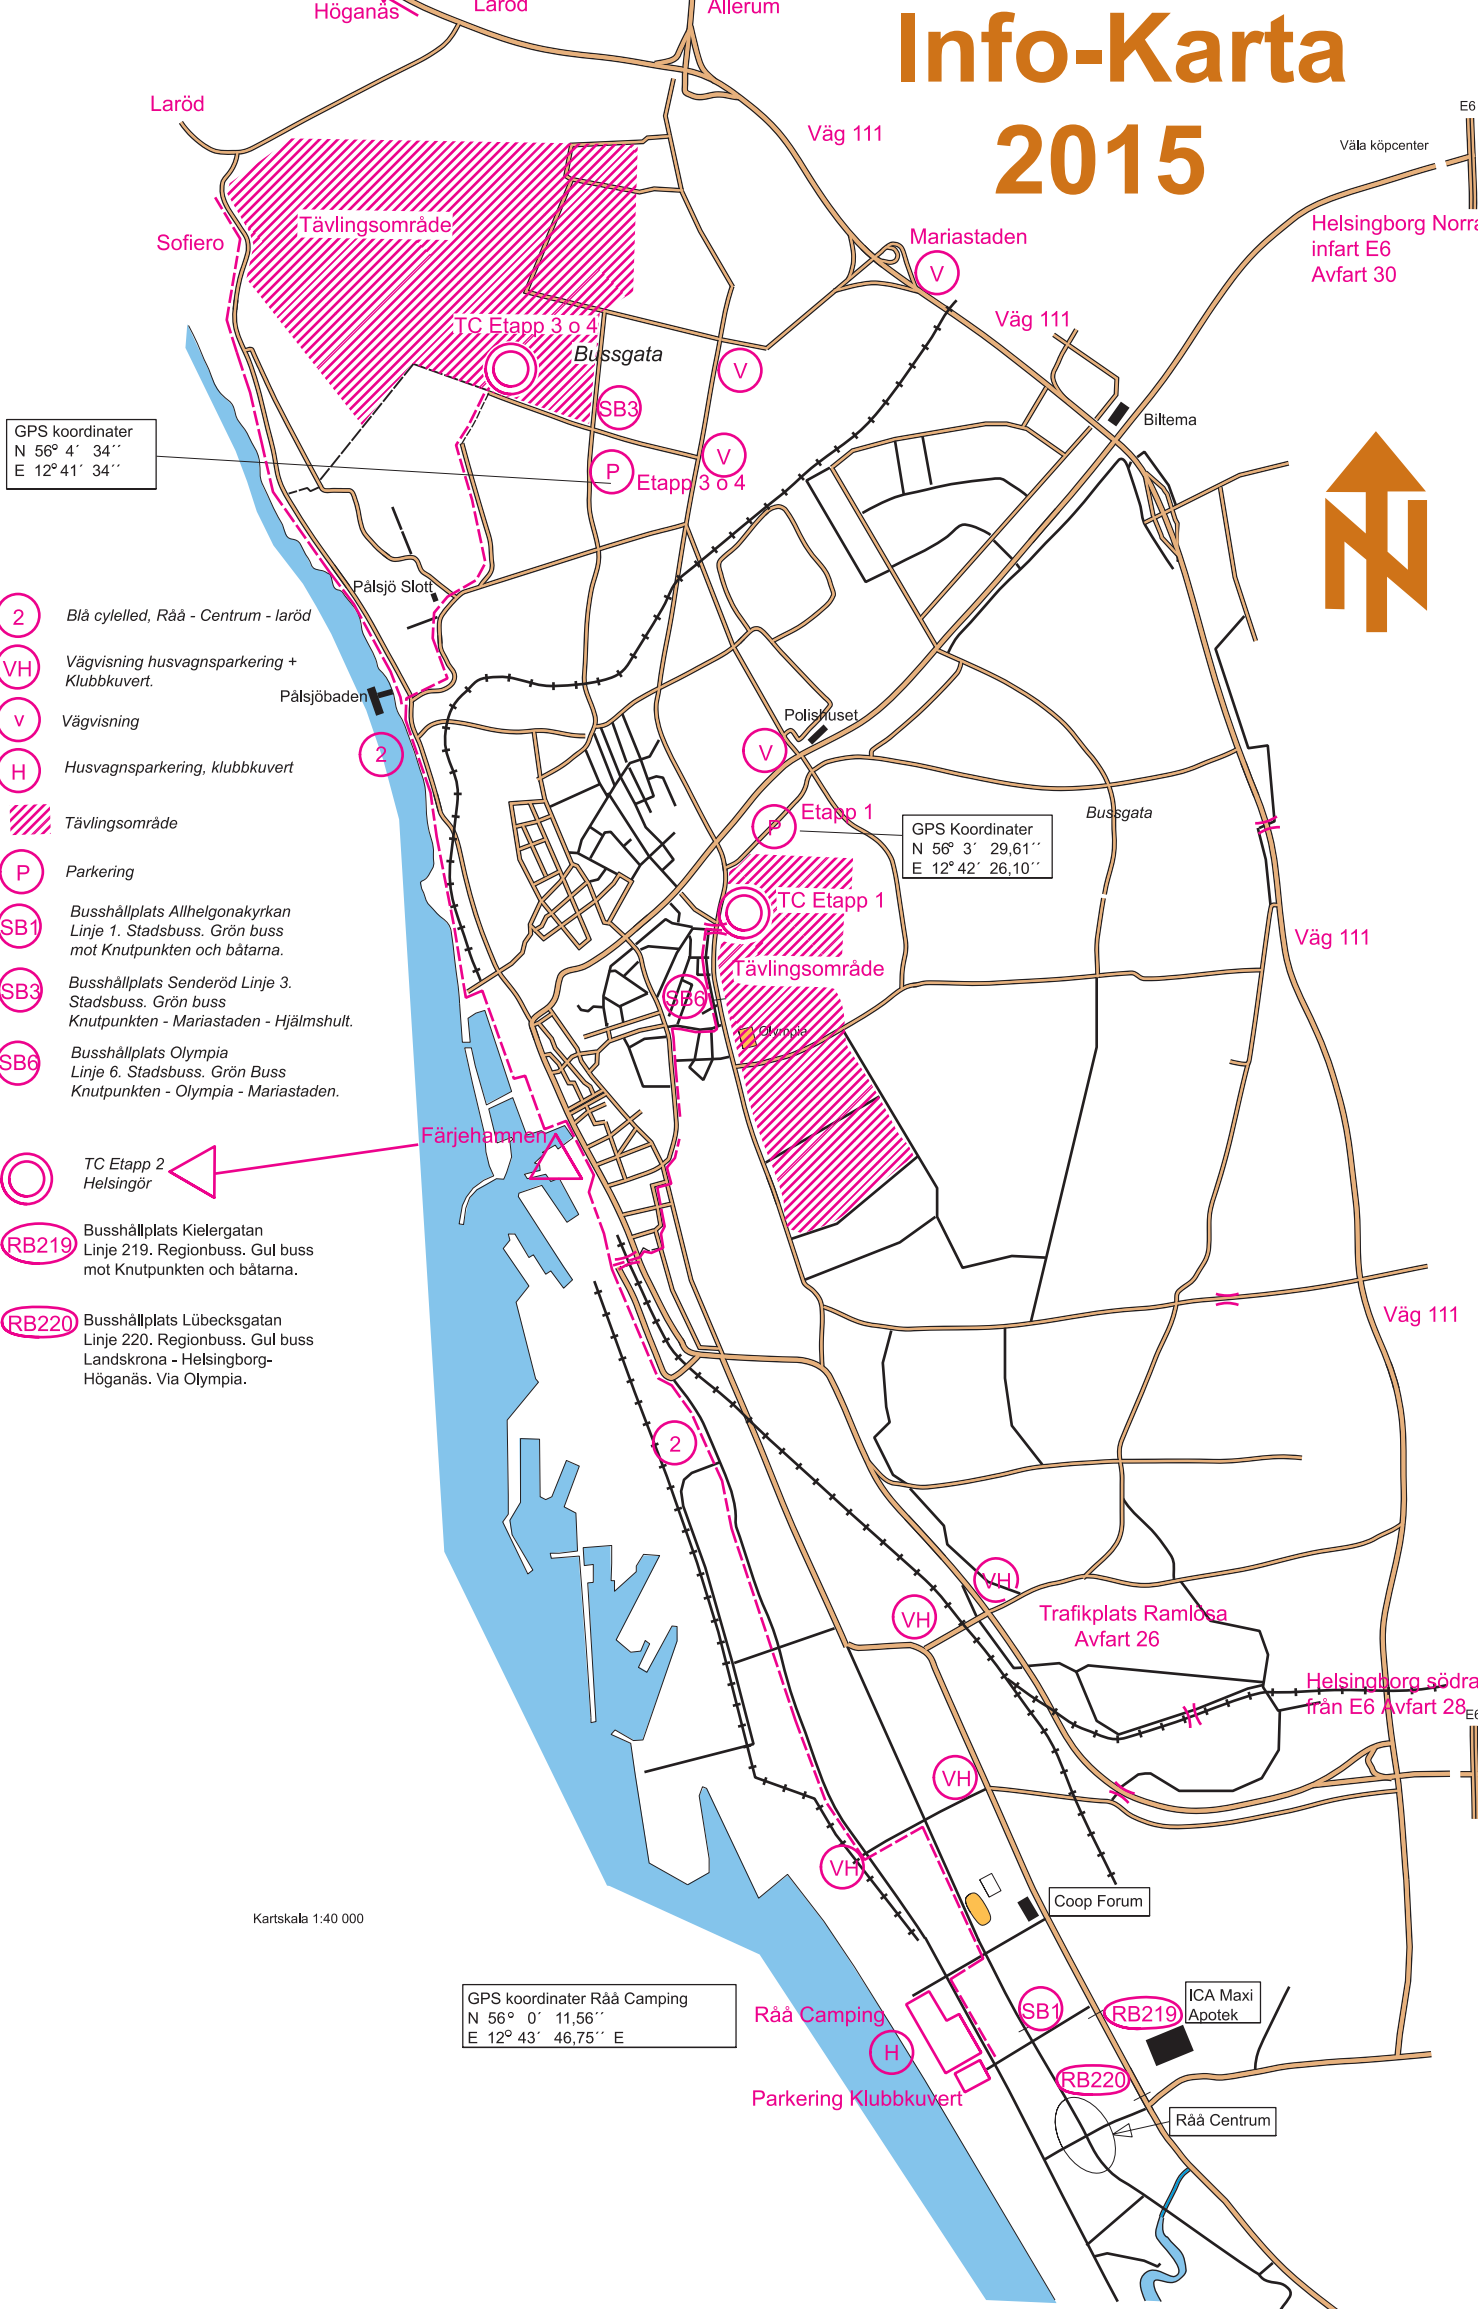 Höganäs
Laröd
Allerum
Info-Karta
2015
Laröd
Väg 111
E6
Väla köpcenter
Helsingborg Norra
infart E6
Avfart 30
Tävlingsområde
Sofiero
Mariastaden
V
Väg 111
TC Etapp 3 o 4
Bussgata
V
SB3
Biltema
GPS koordinater
N 56° 4´ 34´´
E 12° 41´ 34´´
V
P
Etapp 3 o 4
N
Pålsjö Slott
2
Blå cylelled, Råå - Centrum - laröd
VH
Vägvisning husvagnsparkering +
Klubbkuvert.
Pålsjöbaden
v
Vägvisning
Polishuset
V
2
H
Husvagnsparkering, klubbkuvert
Tävlingsområde
Etapp 1
P
Bussgata
GPS Koordinater
N 56° 3´ 29,61´´
E 12° 42´ 26,10´´
P
Parkering
TC Etapp 1
SB1
Busshållplats Allhelgonakyrkan
Linje 1. Stadsbuss. Grön buss
mot Knutpunkten och båtarna.
Väg 111
Tävlingsområde
SB3
Busshållplats Senderöd Linje 3.
Stadsbuss. Grön buss
Knutpunkten - Mariastaden - Hjälmshult.
SB6
Olympia
SB6
Busshållplats Olympia
Linje 6. Stadsbuss. Grön Buss
Knutpunkten - Olympia - Mariastaden.
Färjehamnen
TC Etapp 2
Helsingör
RB219
Busshållplats Kielergatan
Linje 219. Regionbuss. Gul buss
mot Knutpunkten och båtarna.
RB220
Busshållplats Lübecksgatan
Linje 220. Regionbuss. Gul buss
Landskrona - Helsingborg-
Höganäs. Via Olympia.
Väg 111
2
VH
VH
Trafikplats Ramlösa
Avfart 26
Helsingborg södra
från E6 Avfart 28
E6
VH
VH
Coop Forum
Kartskala 1:40 000
GPS koordinater Råå Camping
N 56° 0´ 11,56´´
E 12° 43´ 46,75´´ E
Råå Camping
H
SB1
RB219
ICA Maxi
Apotek
RB220
Parkering Klubbkuvert
Råå Centrum